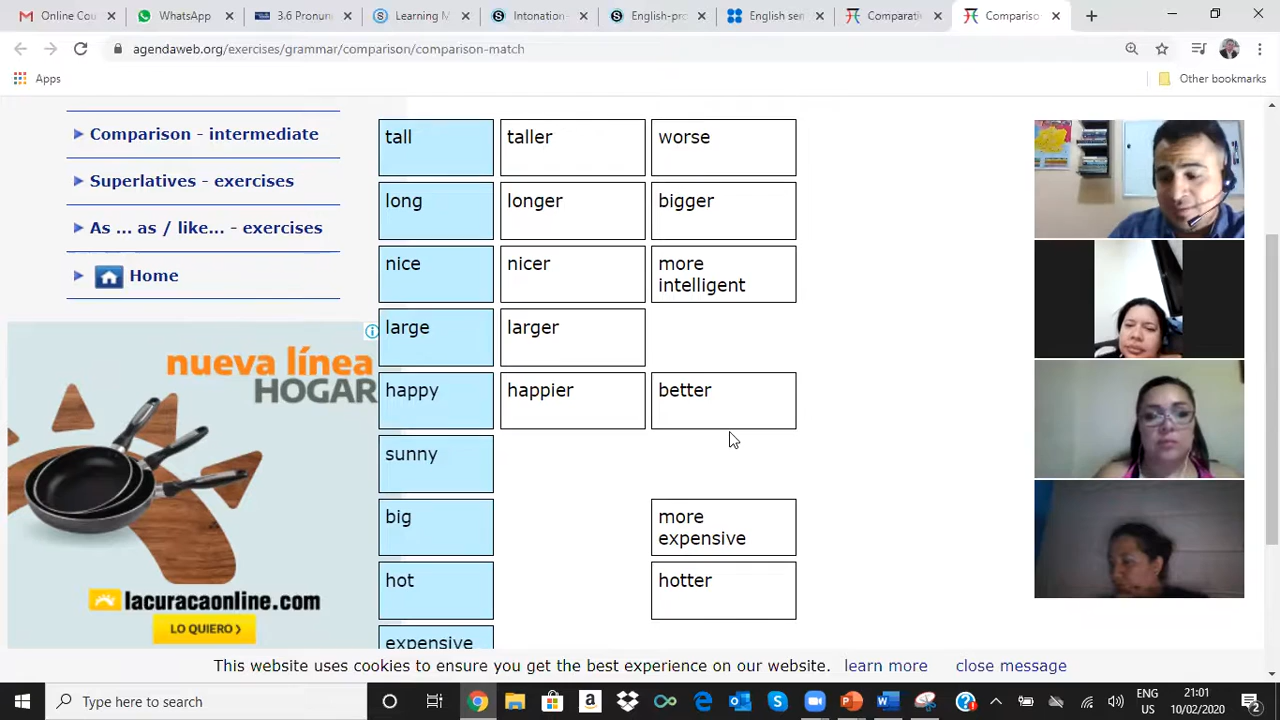 Online Cou
WhatsApp
3.6 Pronun
Learning M
Intonation -
English-pro
English sen
Comparati
Comparison
agendaweb.org/exercises/grammar/comparison/comparison-match
Apps
Other bookmarks
Comparison - intermediate
Superlatives - exercises
As ... as / like... - exercises
Home
nueva línea
HOGAR
lacuracaonline.com
LO QUIERO
tall taller worse
long longer bigger
nice nicer more
intelligent
large larger
happy happier better
sunny
big more
expensive
hot hotter
expensive
This website uses cookies to ensure you get the best experience on our website. learn more close message
Type here to search
ENG
US
21:01
10/02/2020
2